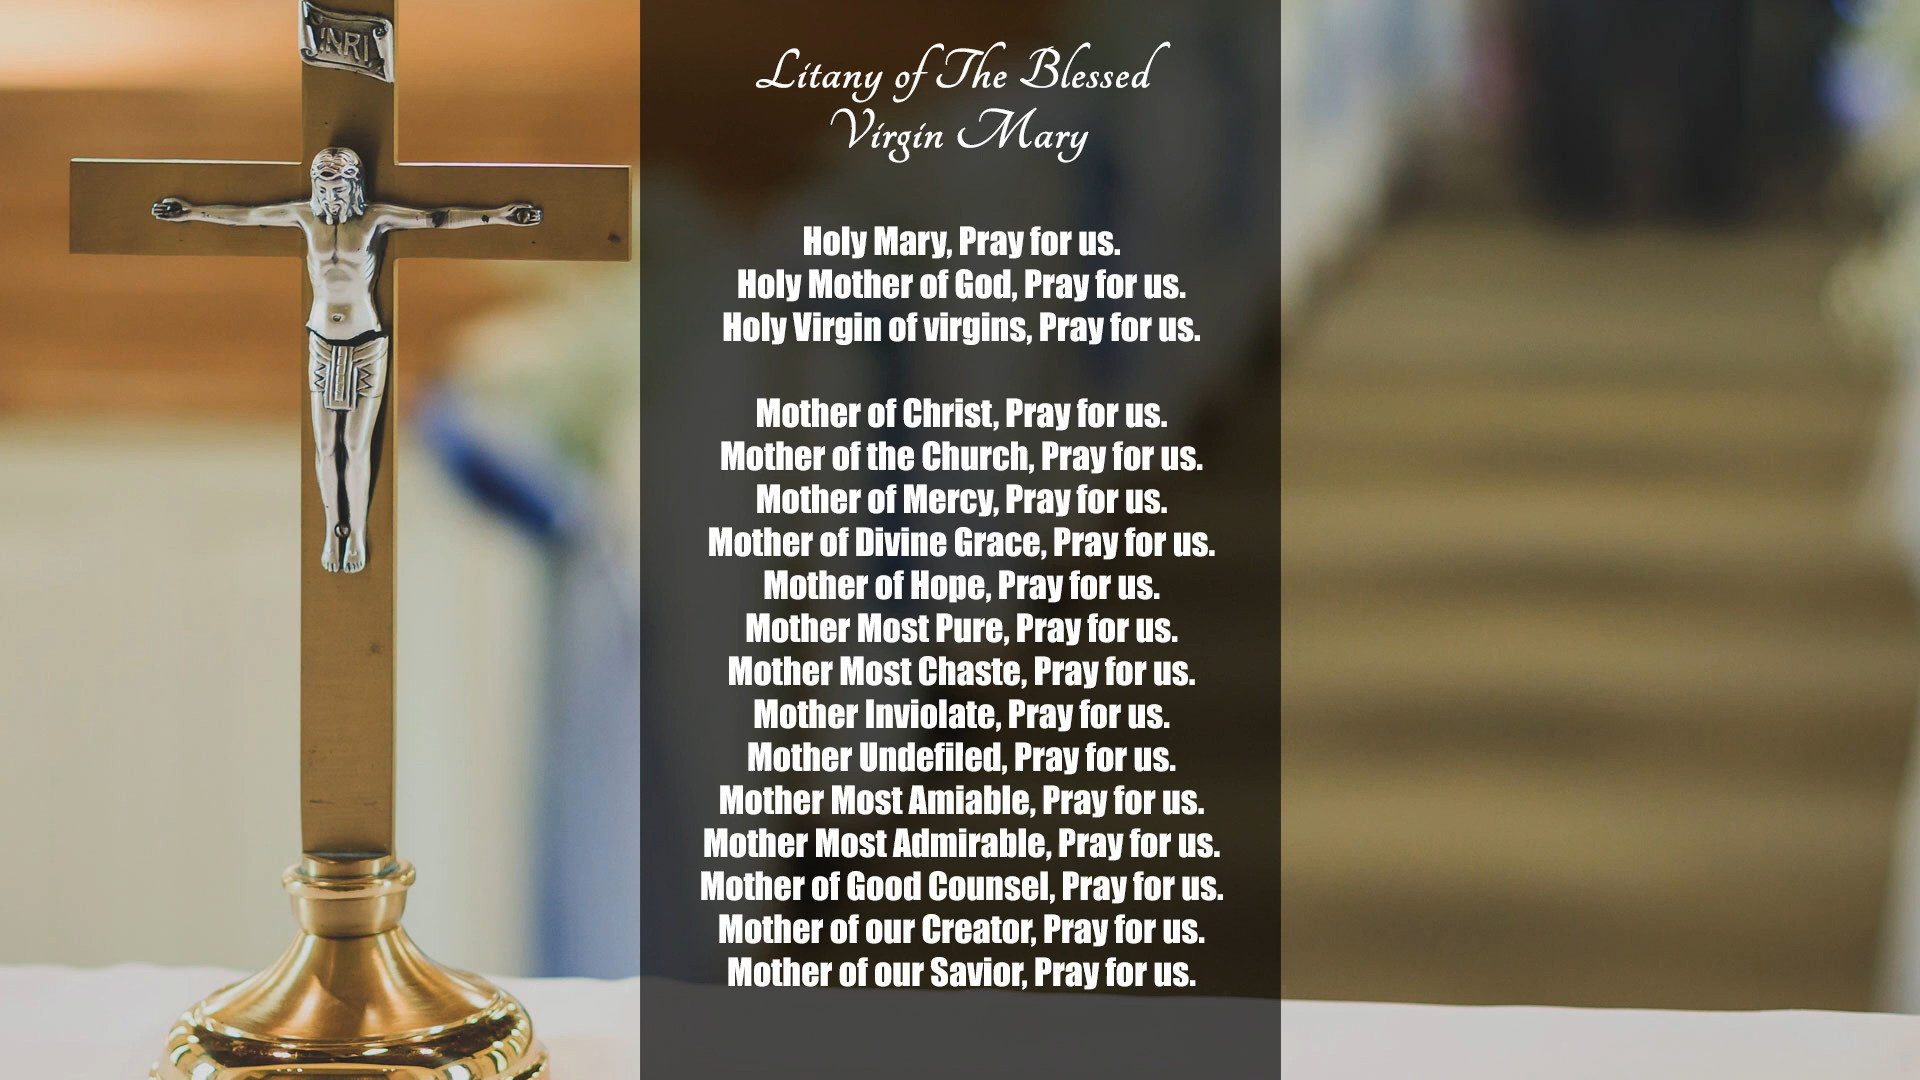 INRI
Litany of The Blessed
Virgin Mary
Holy Mary, Pray for us.
Holy Mother of God, Pray for us.
Holy Virgin of virgins, Pray for us.
Mother of Christ, Pray for us.
Mother of the Church, Pray for us.
Mother of Mercy, Pray for us.
Mother of Divine Grace, Pray for us.
Mother of Hope, Pray for us.
Mother Most Pure, Pray for us.
Mother Most Chaste, Pray for us.
Mother Inviolate, Pray for us.
Mother Undefiled, Pray for us.
Mother Most Amiable, Pray for us.
Mother Most Admirable, Pray for us.
Mother of Good Counsel, Pray for us.
Mother of our Creator, Pray for us.
Mother of our Savior, Pray for us.